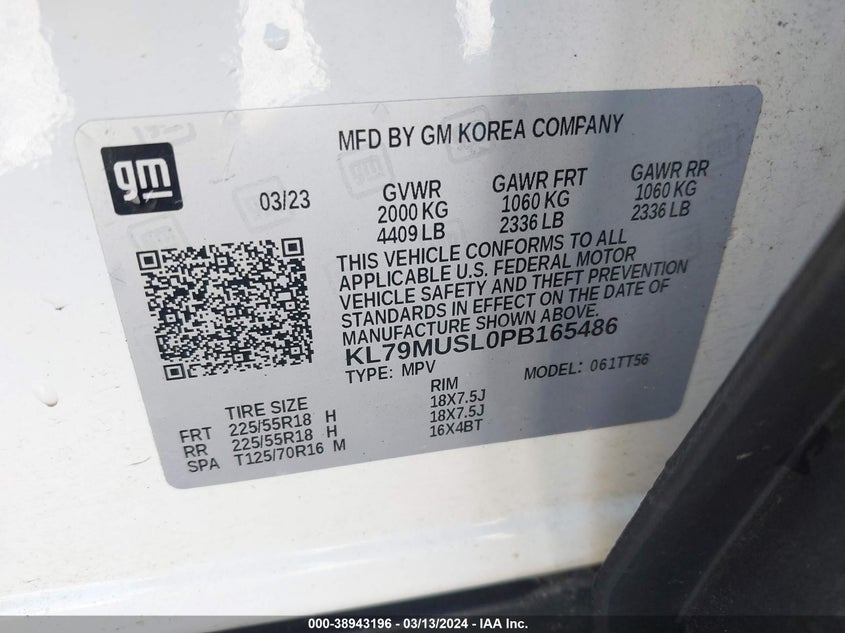 MFD BY GM KOREA COMPANY
gm
03/23
GVWR
2000 KG
4409 LB
GAWR FRT
1060 KG
2336 LB
GAWR RR
1060 KG
2336 LB
THIS VEHICLE CONFORMS TO ALL
APPLICABLE U.S. FEDERAL MOTOR
VEHICLE SAFETY AND THEFT PREVENTION
STANDARDS IN EFFECT ON THE DATE OF
MANUFACTURE SHOWN ABOVE.
KL79MUSL0PB165486
TYPE: MPV
MODEL: 061TT56
TIRE SIZE
RIM
FRT 225/55R18 H 18X7.5J
RR 225/55R18 H 18X7.5J
SPA T125/70R16 M 16X4BT
000-38943196 - 03/13/2024 - IAA Inc.